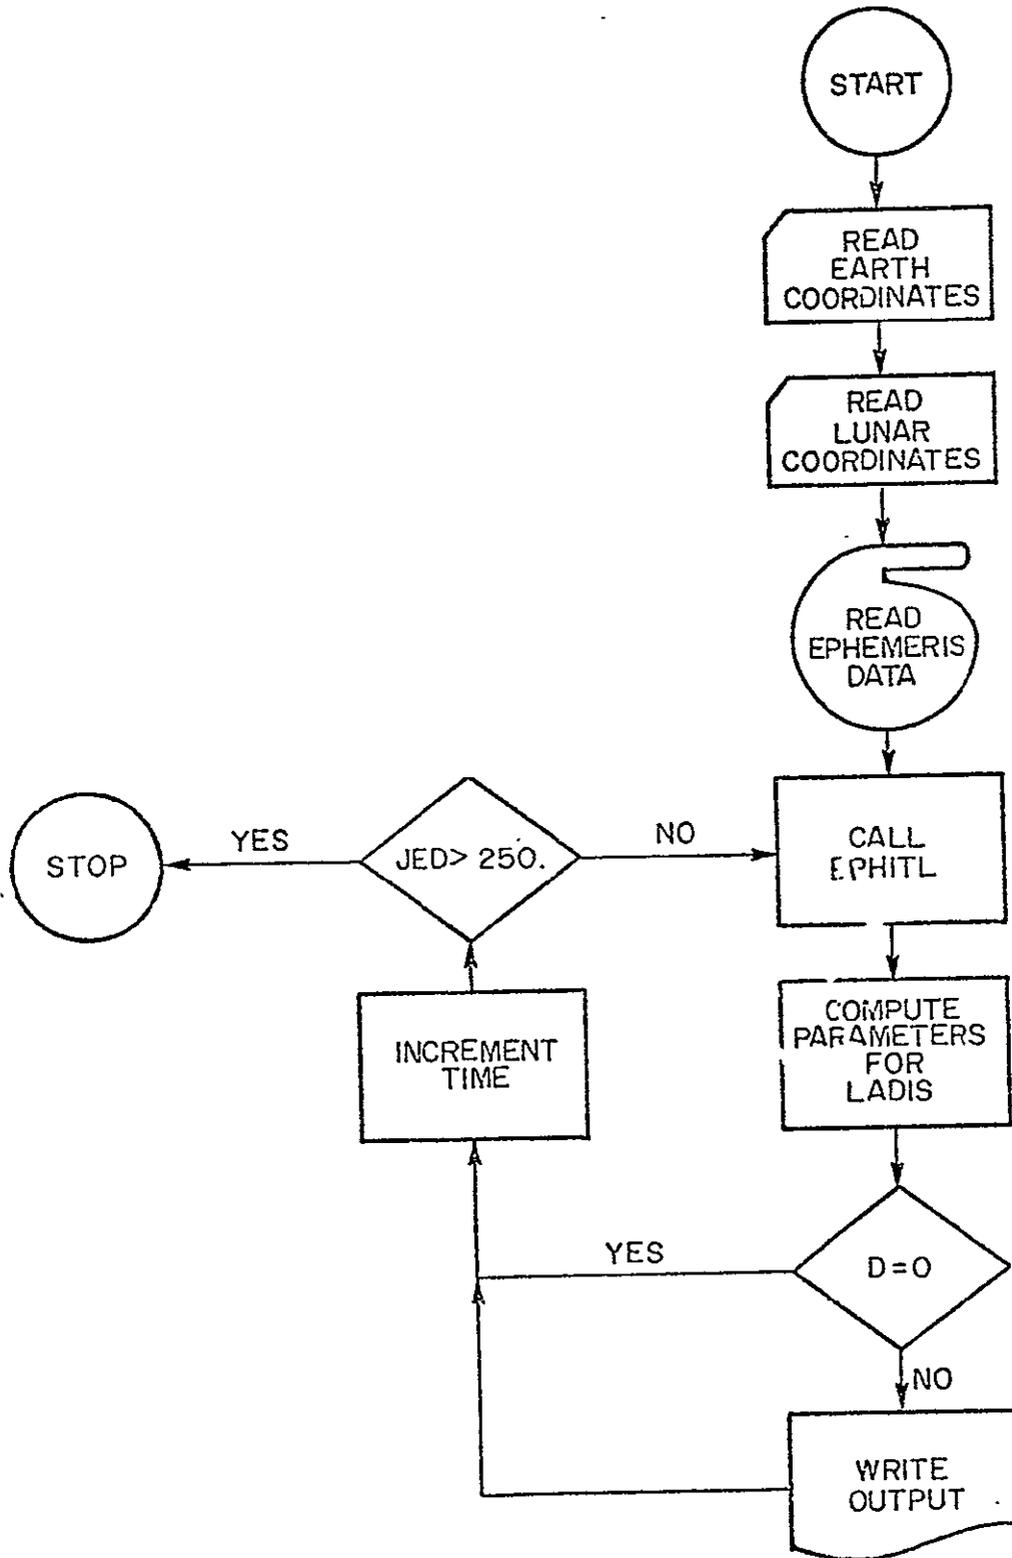 START
READ
EARTH
COORDINATES
READ
LUNAR
COORDINATES
READ
EPHEMERIS
DATA
CALL
EPHITL
COMPUTE
PARAMETERS
FOR
LADIS
D=0
YES
NO
WRITE
OUTPUT
INCREMENT
TIME
JED> 250.
NO
YES
STOP